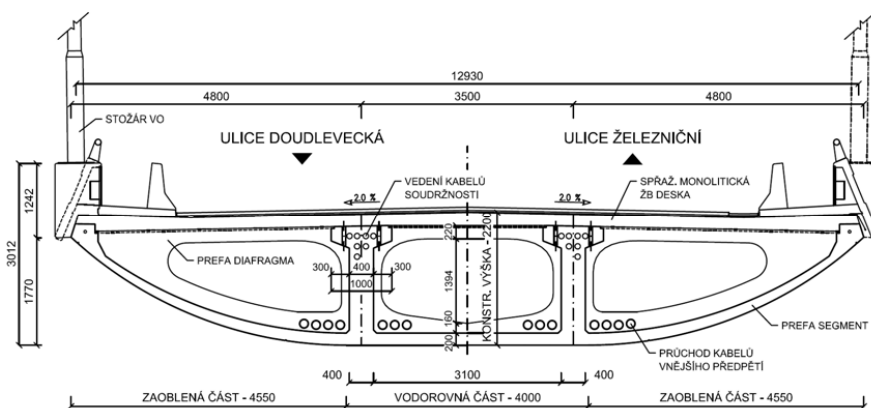 12930
4800
3500
4800
STOŽÁR VO
ULICE DOUDLEVECKÁ
ULICE ŽELEZNIČNÍ
VEDENÍ KABELŮ
SOUDRŽNOSTI
2.0 %
2.0 %
SPŘAŽ. MONOLITICKÁ
ŽB DESKA
1242
3012
1770
PREFA DIAFRAGMA
300
400
300
1000
220
1394
160
200
KONSTR. VÝŠKA - 2200
PREFA SEGMENT
PRŮCHOD KABELŮ
VNĚJŠÍHO PŘEDPĚTÍ
400
3100
400
ZAOBLENÁ ČÁST - 4550
VODOROVNÁ ČÁST - 4000
ZAOBLENÁ ČÁST - 4550